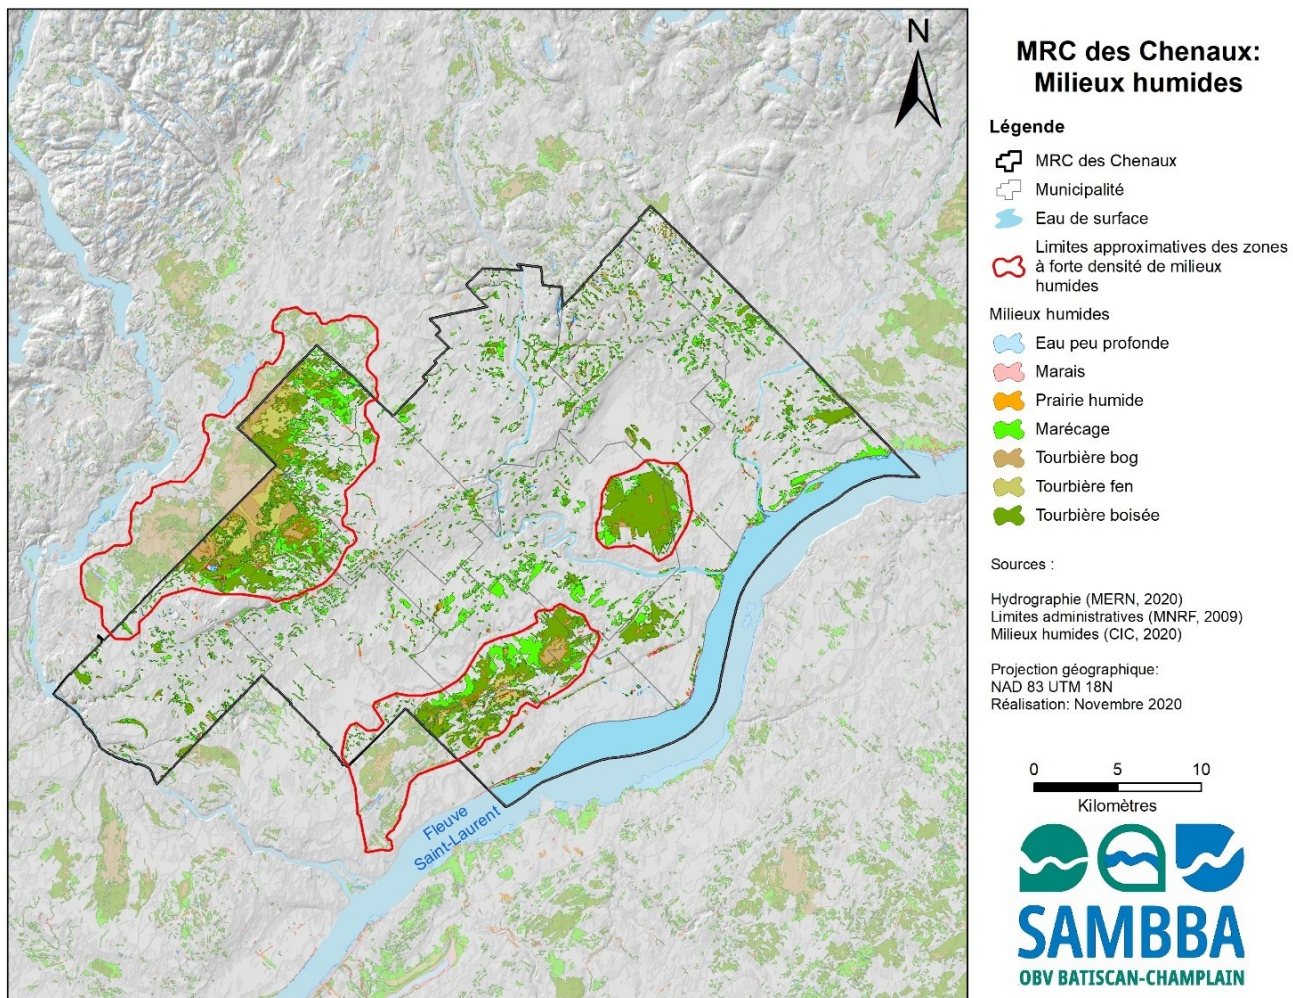 N
Fleuve
Saint-Laurent
MRC des Chenaux:
Milieux humides
Légende
MRC des Chenaux
Municipalité
Eau de surface
Limites approximatives des zones
à forte densité de milieux
humides
Milieux humides
Eau peu profonde
Marais
Prairie humide
Marécage
Tourbière bog
Tourbière fen
Tourbière boisée
Sources :
Hydrographie (MERN, 2020)
Limites administratives (MNRF, 2009)
Milieux humides (CIC, 2020)
Projection géographique:
NAD 83 UTM 18N
Réalisation: Novembre 2020
0 5 10
Kilomètres
SAMBBA
OBV BATISCAN-CHAMPLAIN